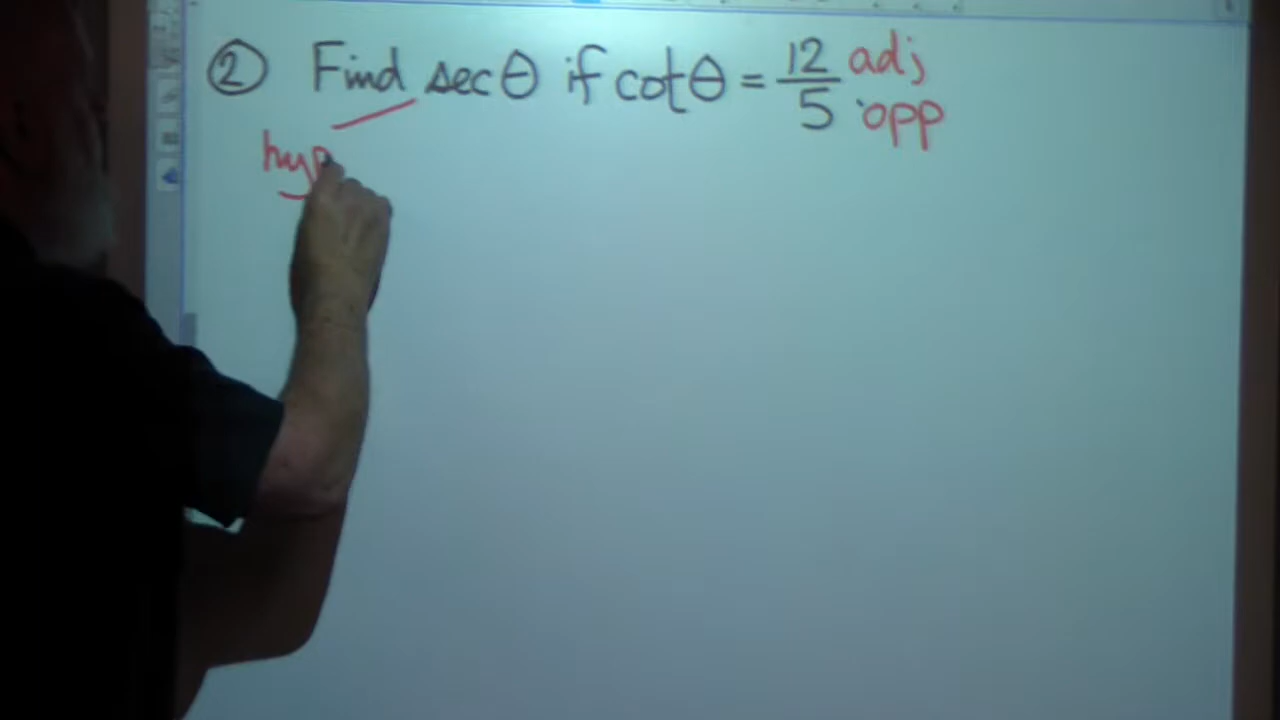 ② Find sec θ if cot θ = 12/5 adj opp
hyp